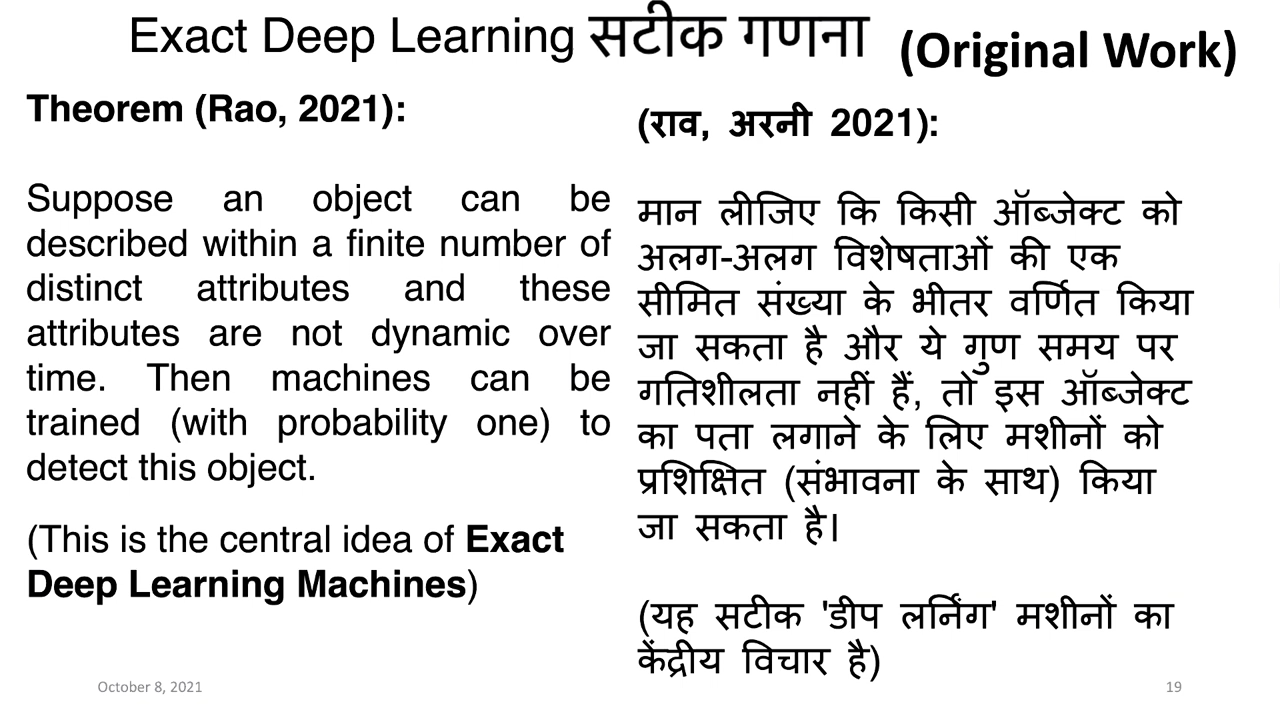 Exact Deep Learning सटीक गणना (Original Work)
Theorem (Rao, 2021):
Suppose an object can be
described within a finite number of
distinct attributes and these
attributes are not dynamic over
time. Then machines can be
trained (with probability one) to
detect this object.
(This is the central idea of Exact
Deep Learning Machines)
(राव, अरनी 2021):
मान लीजिए कि किसी ऑब्जेक्ट को
अलग-अलग विशेषताओं की एक
सीमित संख्या के भीतर वर्णित किया
जा सकता है और ये गुण समय पर
गतिशीलता नहीं हैं, तो इस ऑब्जेक्ट
का पता लगाने के लिए मशीनों को
प्रशिक्षित (संभावना के साथ) किया
जा सकता है।
(यह सटीक 'डीप लर्निंग' मशीनों का
केंद्रीय विचार है)
October 8, 2021
19